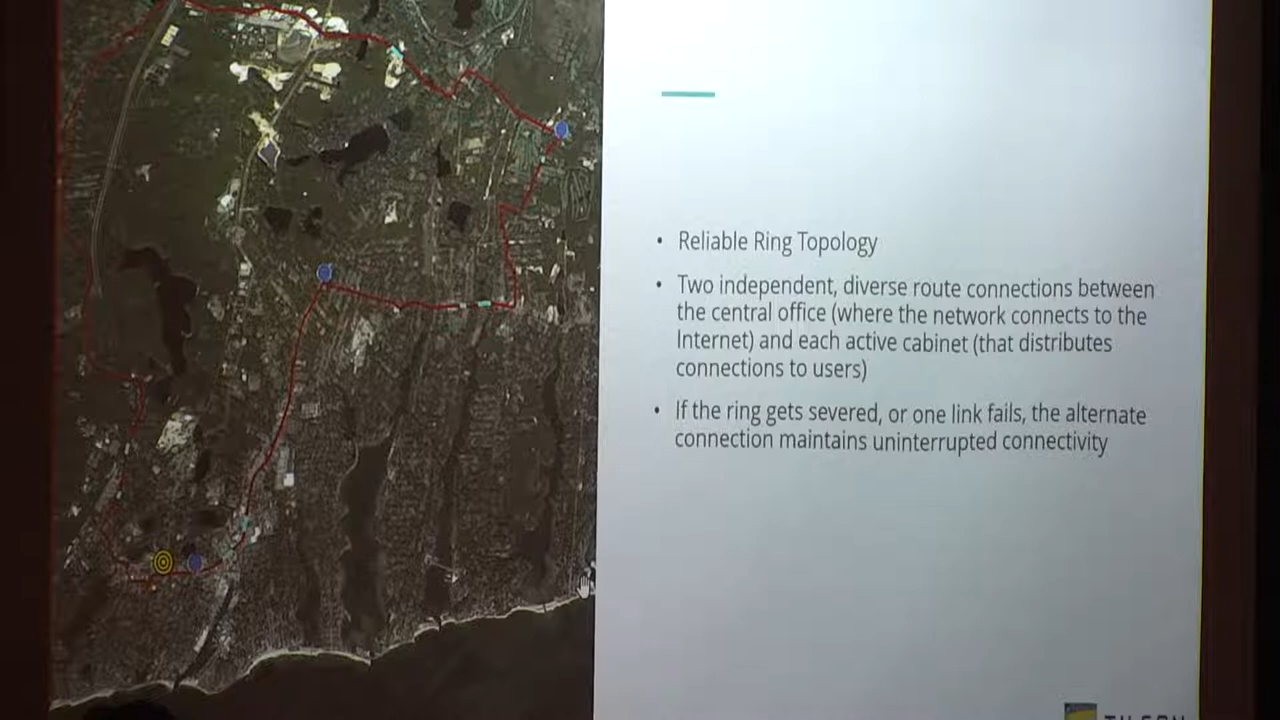 • Reliable Ring Topology
• Two independent, diverse route connections between
the central office (where the network connects to the
Internet) and each active cabinet (that distributes
connections to users)
• If the ring gets severed, or one link fails, the alternate
connection maintains uninterrupted connectivity
TILSON